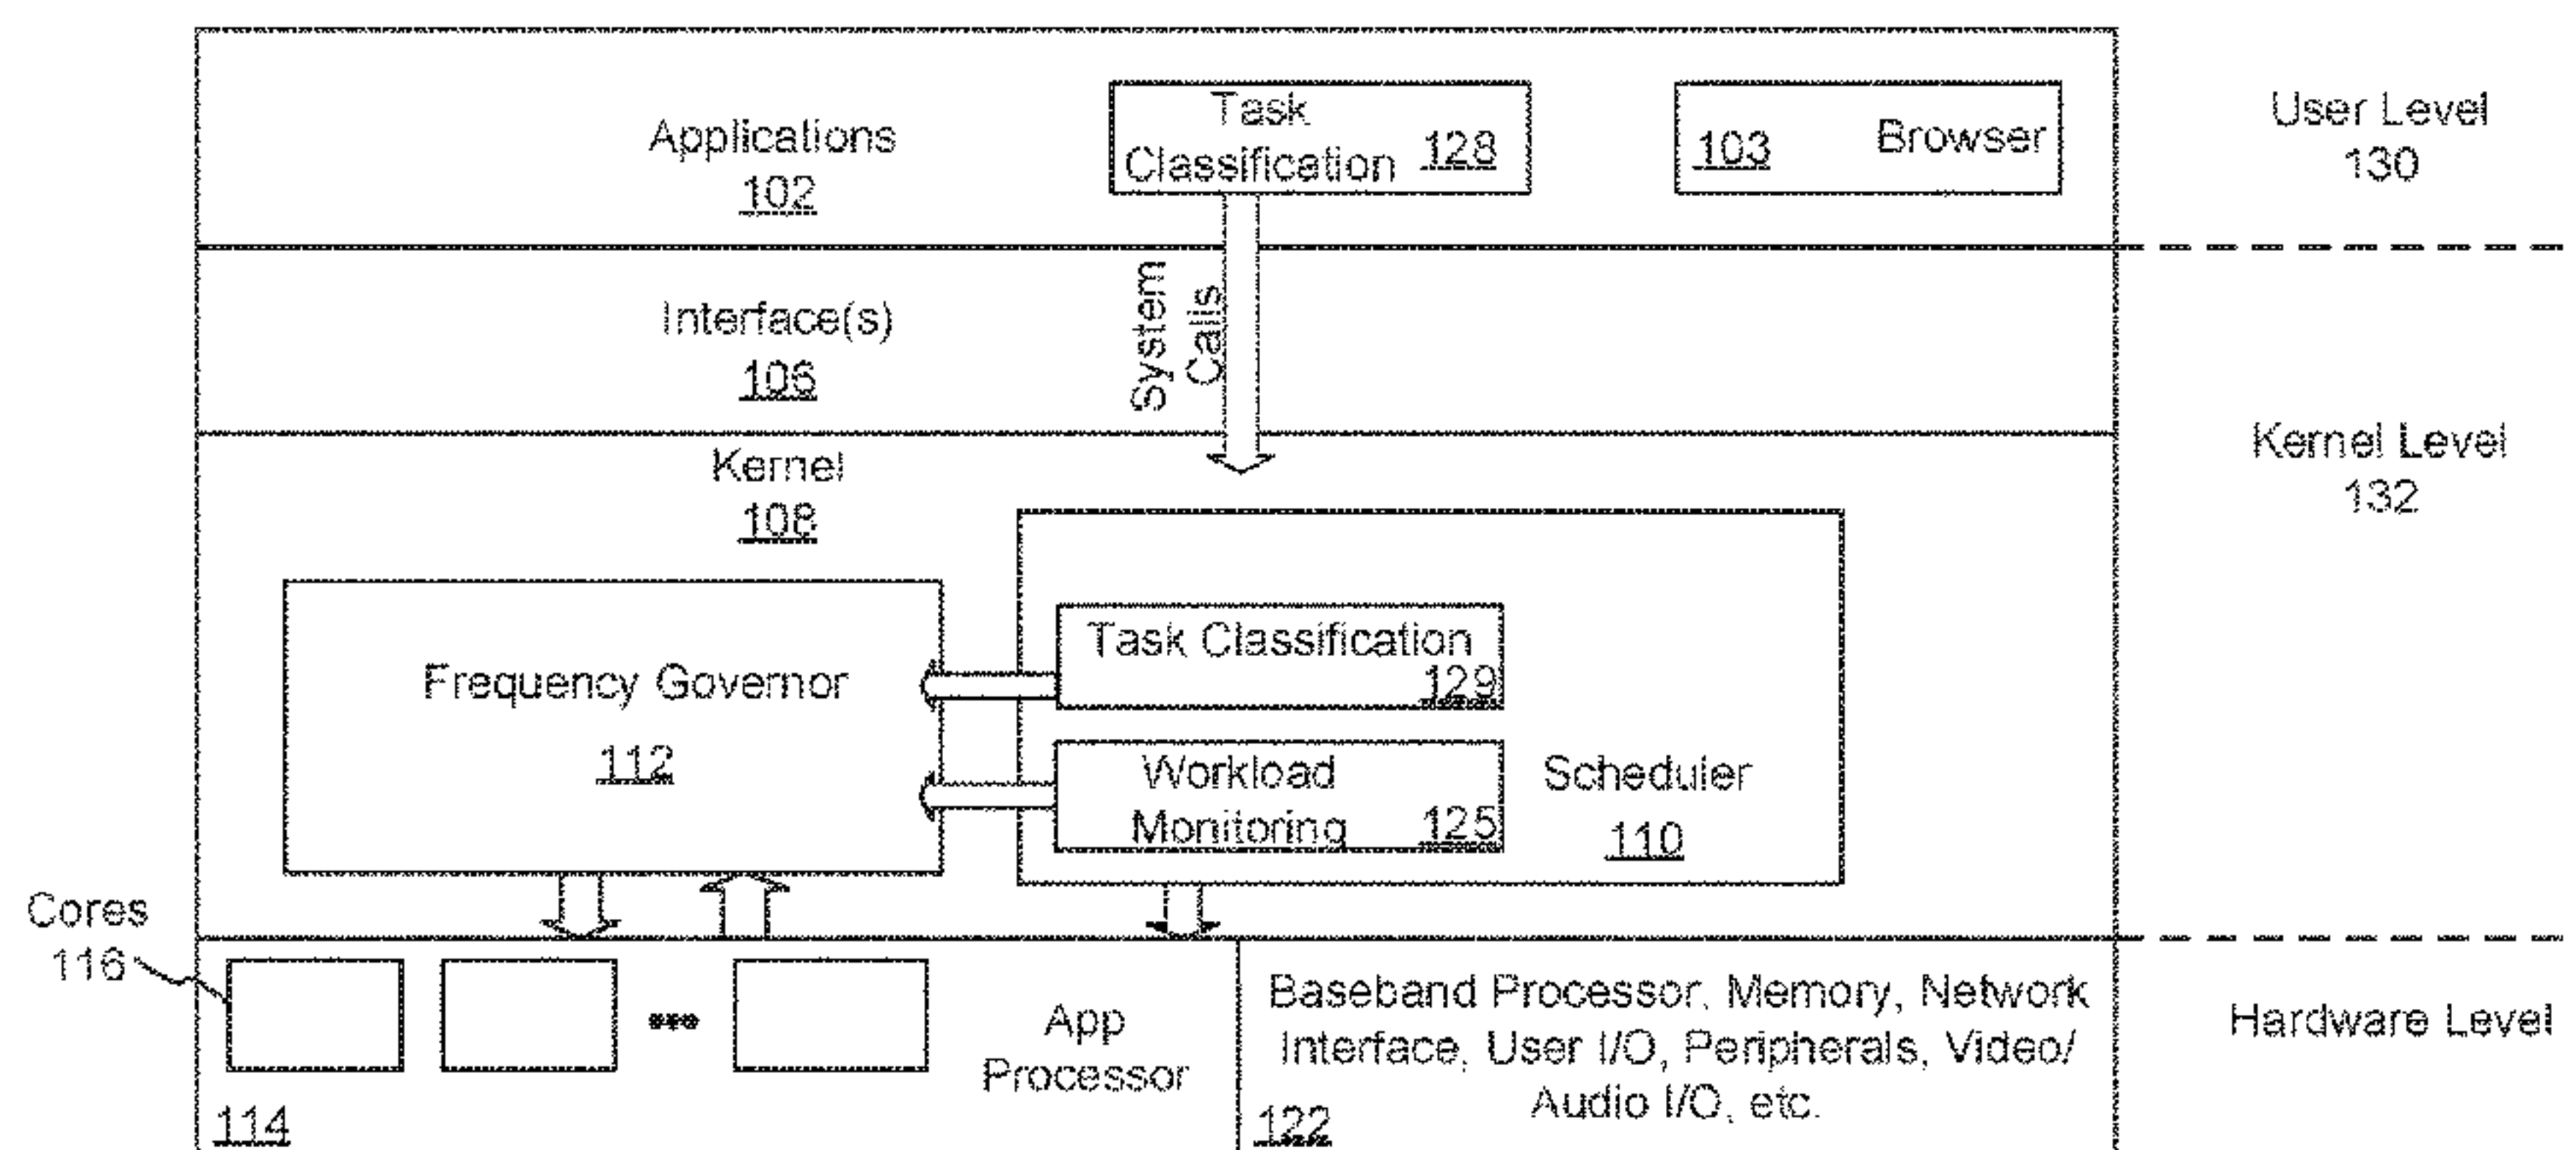 Applications
102
Task
Classification 128
103 Browser
User Level
130
Interface(s)
106
System
Calls
Kernel
108
Kernel Level
132
Frequency Governor
112
Task Classification
129
Workload
Monitoring 125
Scheduler
110
Cores
116
App
Processor
114
Baseband Processor, Memory, Network
Interface, User I/O, Peripherals, Video/
Audio I/O, etc.
122
Hardware Level